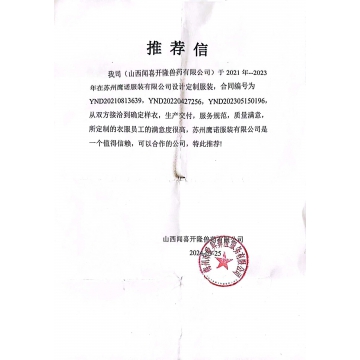 推荐信
我司（山西闻喜开隆兽药有限公司）于 2021 年--2023
年在苏州鹰诺服装有限公司设计定制服装，合同编号为
YND20210813639，YND20220427256，YND202305150196，
从双方接洽到确定样衣，生产交付，服务规范，质量满意，
所定制的衣服员工的满意度很高，苏州鹰诺服装有限公司是
一个值得信赖，可以合作的公司，特此推荐！
山西闻喜开隆兽药有限公司